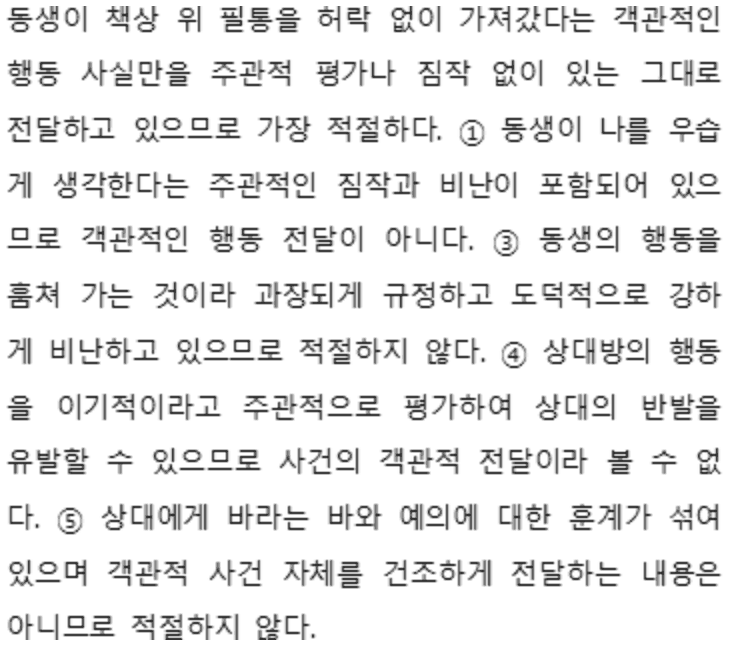 동생이 책상 위 필통을 허락 없이 가져갔다는 객관적인
행동 사실만을 주관적 평가나 짐작 없이 있는 그대로
전달하고 있으므로 가장 적절하다. ① 동생이 나를 우습
게 생각한다는 주관적인 짐작과 비난이 포함되어 있으
므로 객관적인 행동 전달이 아니다. ③ 동생의 행동을
훔쳐 가는 것이라 과장되게 규정하고 도덕적으로 강하
게 비난하고 있으므로 적절하지 않다. ④ 상대방의 행동
을 이기적이라고 주관적으로 평가하여 상대의 반발을
유발할 수 있으므로 사건의 객관적 전달이라 볼 수 없
다. ⑤ 상대에게 바라는 바와 예의에 대한 훈계가 섞여
있으며 객관적 사건 자체를 건조하게 전달하는 내용은
아니므로 적절하지 않다.